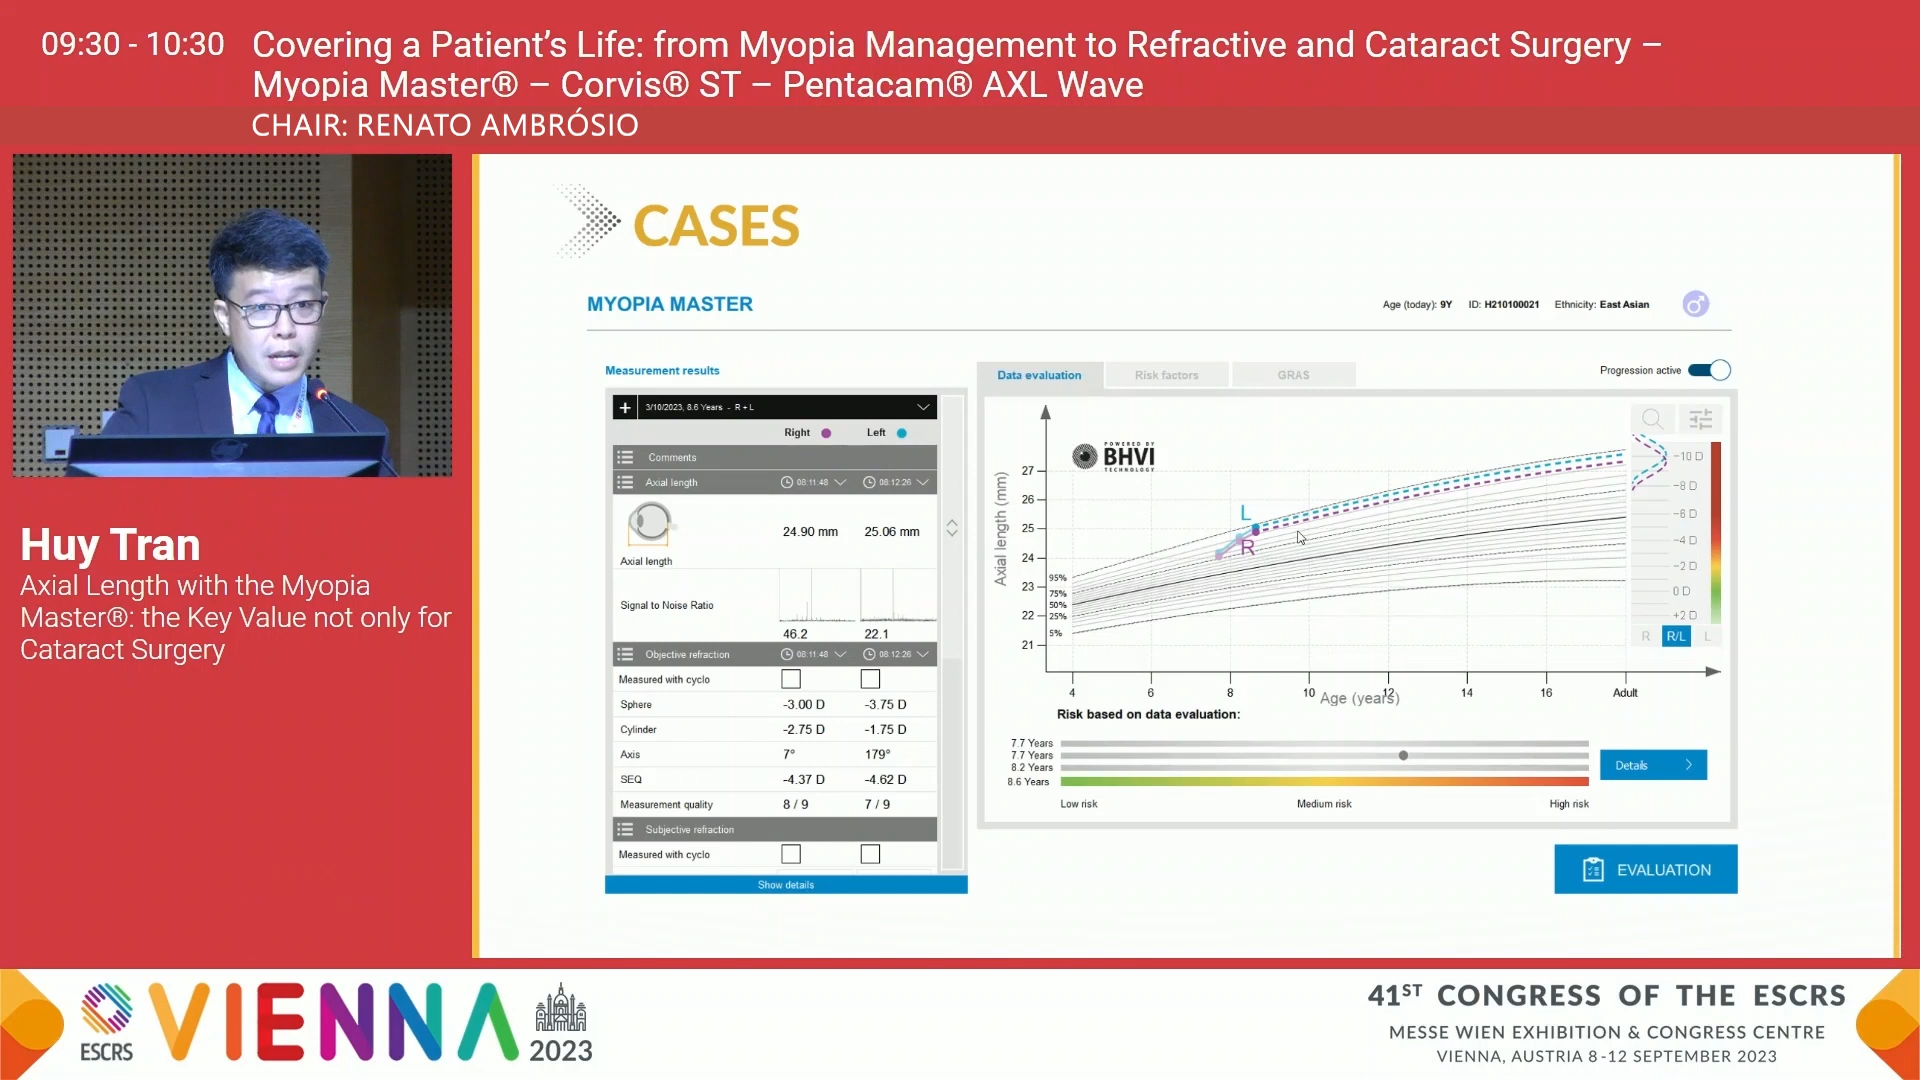 09:30 - 10:30
Covering a Patient's Life: from Myopia Management to Refractive and Cataract Surgery –
Myopia Master® – Corvis® ST – Pentacam® AXL Wave
CHAIR: RENATO AMBRÓSIO
Huy Tran
Axial Length with the Myopia
Master®: the Key Value not only for
Cataract Surgery
CASES
MYOPIA MASTER
Age (today): 9Y ID: H210100021 Ethnicity: East Asian
Measurement results
+ 3/10/2023, 8.6 Years - R + L
Right Left
Comments
Axial length 08:11:48 08:12:26
24.90 mm 25.06 mm
Axial length
Signal to Noise Ratio
46.2 22.1
Objective refraction 08:11:48 08:12:26
Measured with cyclo
Sphere -3.00 D -3.75 D
Cylinder -2.75 D -1.75 D
Axis 7° 179°
SEQ -4.37 D -4.62 D
Measurement quality 8 / 9 7 / 9
Subjective refraction
Measured with cyclo
Show details
Data evaluation Risk factors GRAS
Progression active
POWERED BY
BHVI
TECHNOLOGY
Axial length (mm)
27
26
25
24
23
22
21
95%
75%
50%
25%
5%
L
R
-10 D
-8 D
-6 D
-4 D
-2 D
0 D
+2 D
R R/L L
4 6 8 10 12 14 16 Adult
Age (years)
Risk based on data evaluation:
7.7 Years
7.7 Years
8.2 Years
8.6 Years
Low risk Medium risk High risk
Details
EVALUATION
ESCRS
VIENNA
2023
41ST CONGRESS OF THE ESCRS
MESSE WIEN EXHIBITION & CONGRESS CENTRE
VIENNA, AUSTRIA 8-12 SEPTEMBER 2023